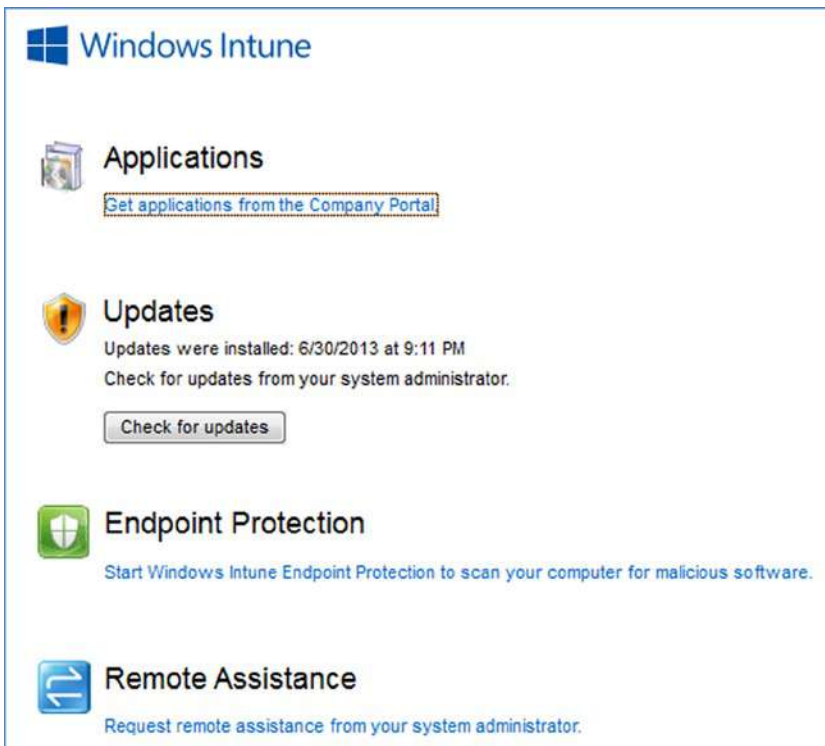 Windows Intune
Applications
Get applications from the Company Portal.
Updates
Updates were installed: 6/30/2013 at 9:11 PM
Check for updates from your system administrator.
Check for updates
Endpoint Protection
Start Windows Intune Endpoint Protection to scan your computer for malicious software.
Remote Assistance
Request remote assistance from your system administrator.